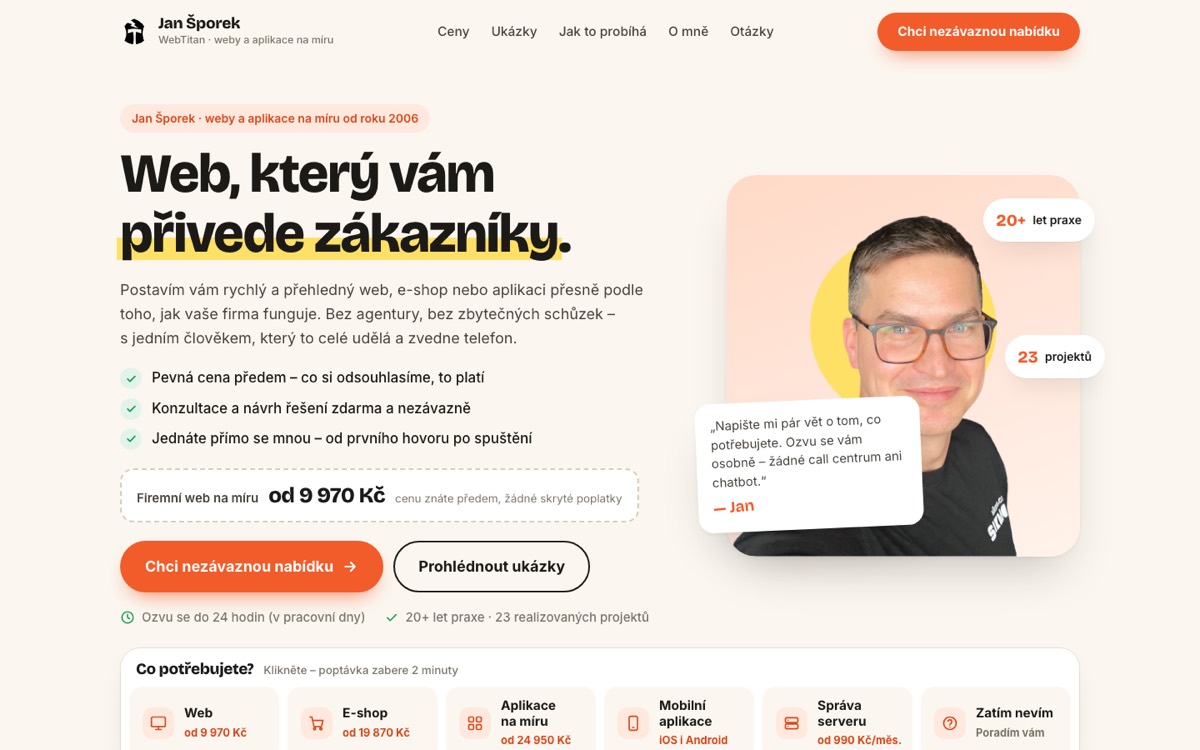 Jan Šporek
WebTitan · weby a aplikace na míru
Ceny
Ukázky
Jak to probíhá
O mně
Otázky
Chci nezávaznou nabídku
Jan Šporek · weby a aplikace na míru od roku 2006
Web, který vám
přivede zákazníky.
Postavím vám rychlý a přehledný web, e-shop nebo aplikaci přesně podle
toho, jak vaše firma funguje. Bez agentury, bez zbytečných schůzek –
s jedním člověkem, který to celé udělá a zvedne telefon.
Pevná cena předem – co si odsouhlasíme, to platí
Konzultace a návrh řešení zdarma a nezávazně
Jednáte přímo se mnou – od prvního hovoru po spuštění
Firemní web na míru od 9 970 Kč cenu znáte předem, žádné skryté poplatky
Chci nezávaznou nabídku →
Prohlédnout ukázky
Ozvu se do 24 hodin (v pracovní dny)
20+ let praxe · 23 realizovaných projektů
20+ let praxe
23 projektů
„Napište mi pár vět o tom, co
potřebujete. Ozvu se vám
osobně – žádné call centrum ani
chatbot.“
— Jan
Co potřebujete? Klikněte – poptávka zabere 2 minuty
Web
od 9 970 Kč
E-shop
od 19 870 Kč
Aplikace
na míru
od 24 950 Kč
Mobilní
aplikace
iOS i Android
Správa
serveru
od 990 Kč/měs.
Zatím nevím
Poradím vám